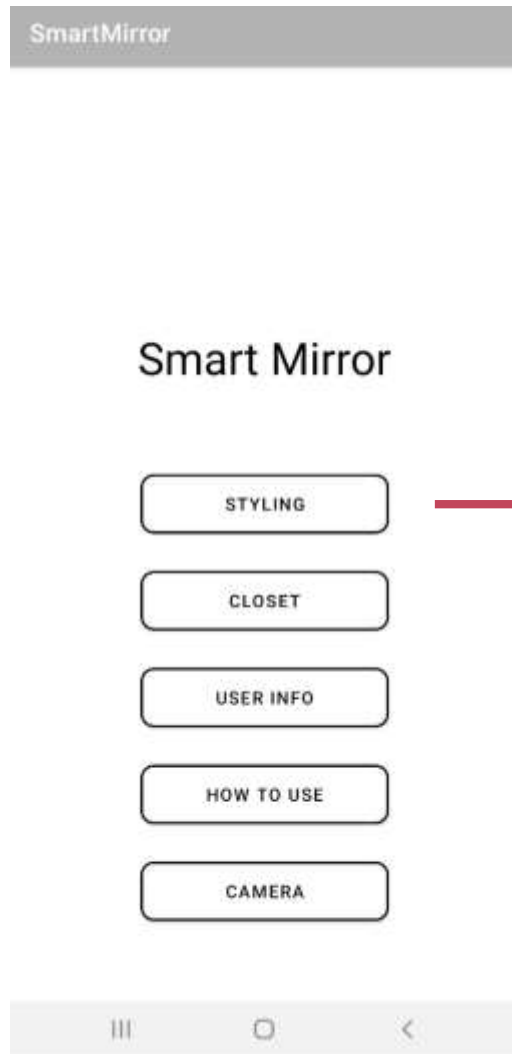 SmartMirror
Smart Mirror
STYLING
CLOSET
USER INFO
HOW TO USE
CAMERA